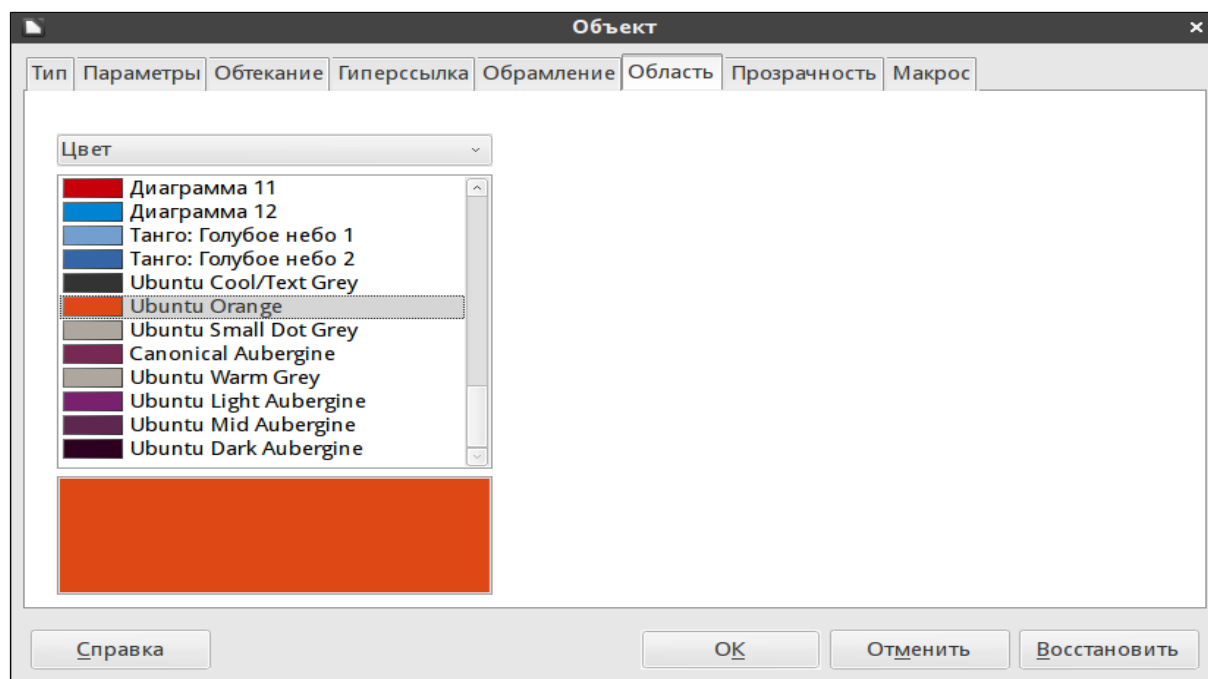 Объект
Тип Параметры Обтекание Гиперссылка Обрамление Область Прозрачность Макрос
Цвет
Диаграмма 11
Диаграмма 12
Танго: Голубое небо 1
Танго: Голубое небо 2
Ubuntu Cool/Text Grey
Ubuntu Orange
Ubuntu Small Dot Grey
Canonical Aubergine
Ubuntu Warm Grey
Ubuntu Light Aubergine
Ubuntu Mid Aubergine
Ubuntu Dark Aubergine
Справка OK Отменить Восстановить